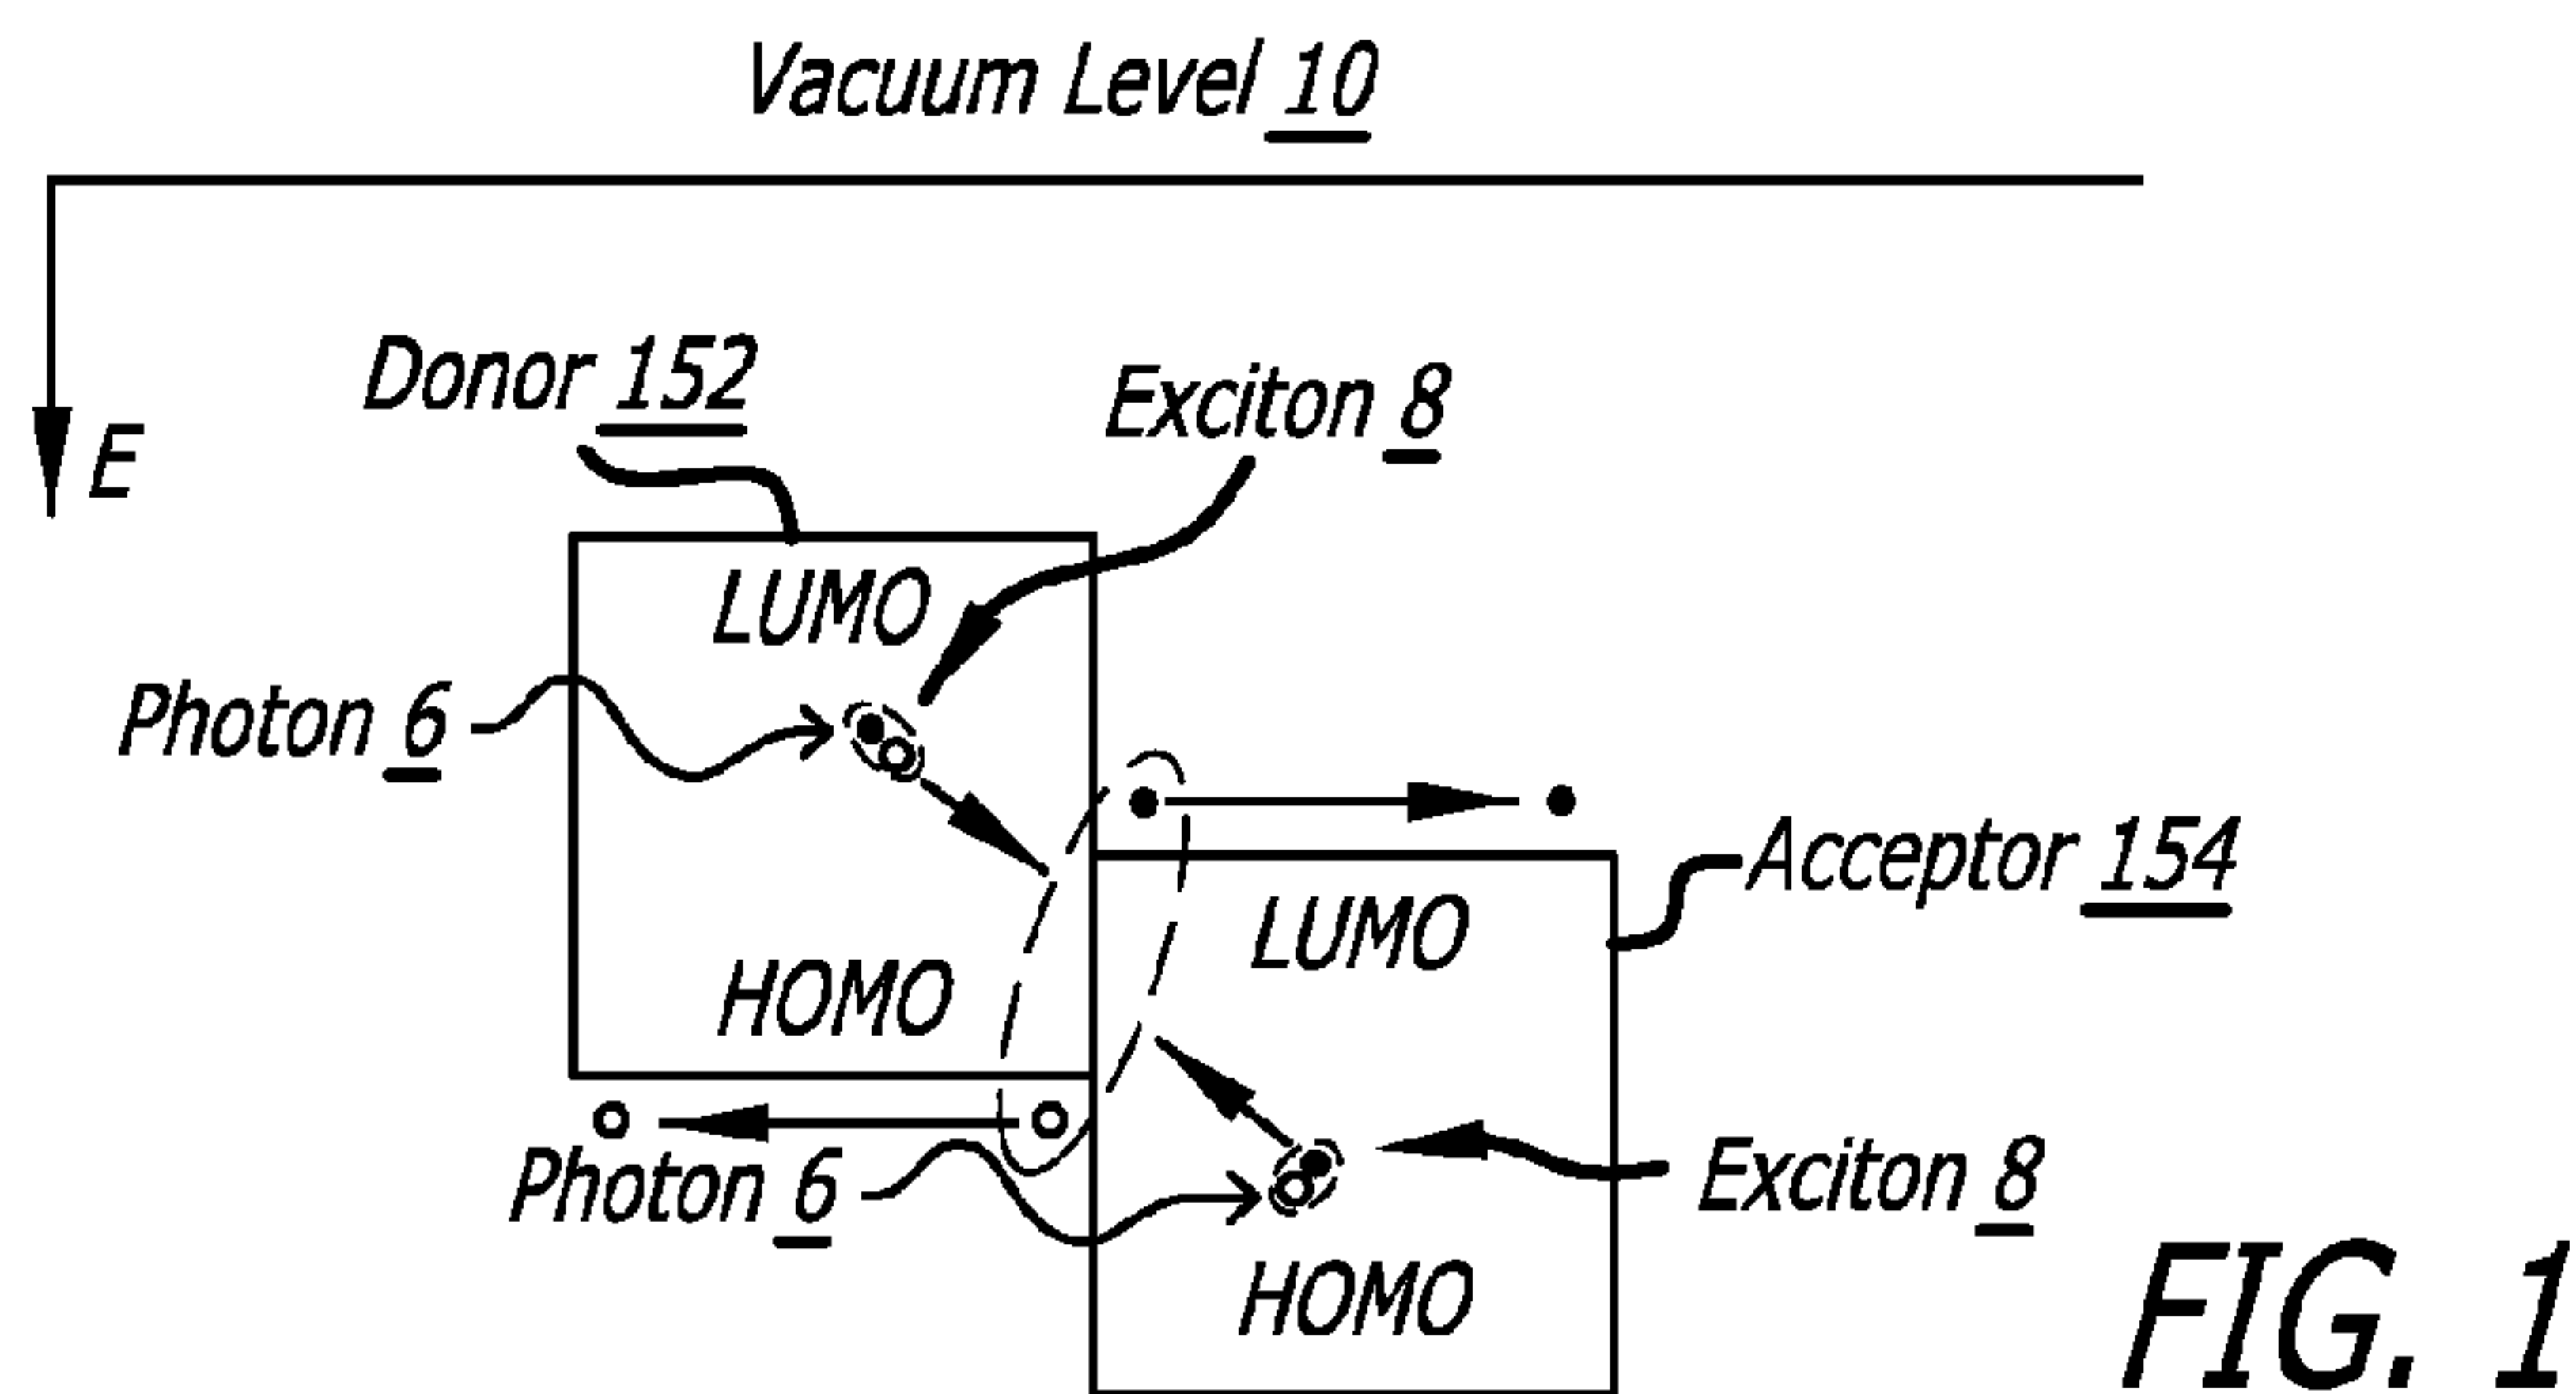 Vacuum Level 10
E
Donor 152
Exciton 8
LUMO
Photon 6
Acceptor 154
LUMO
HOMO
Photon 6
Exciton 8
HOMO
FIG. 1